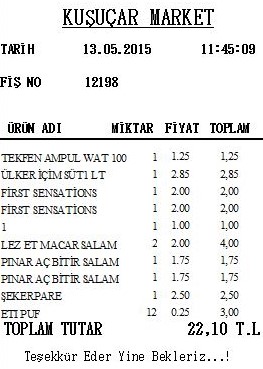 KUŞUÇAR MARKET
TARİH 13.05.2015 11:45:09
FİŞ NO 12198
ÜRÜN ADI MİKTAR FİYAT TOPLAM
TEKFEN AMPUL WAT 100 1 1.25 1,25
ÜLKER İÇİM SÜT1 LT 1 2.85 2,85
FİRST SENSATİONS 1 2.00 2,00
FİRST SENSATİONS 1 2.00 2,00
1 1 1.00 1,00
LEZ ET MACAR SALAM 2 2.00 4,00
PINAR AÇ BİTİR SALAM 1 1.75 1,75
PINAR AÇ BİTİR SALAM 1 1.75 1,75
ŞEKERPARE 1 2.50 2,50
ETI PUF 12 0.25 3,00
TOPLAM TUTAR 22,10 T.L
Teşekkür Eder Yine Bekleriz...!